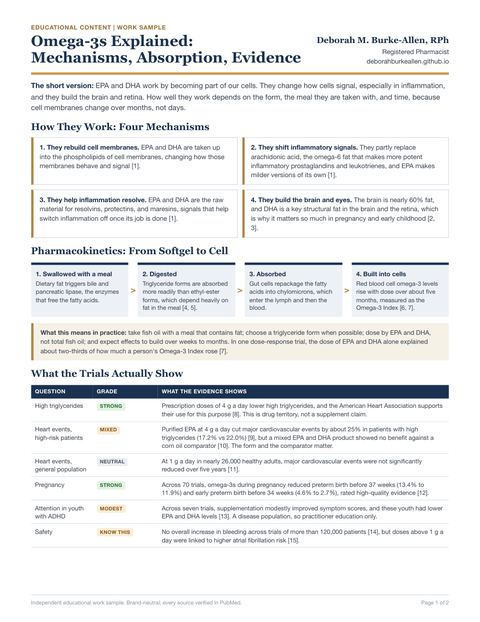 EDUCATIONAL CONTENT | WORK SAMPLE
Omega-3s Explained:
Mechanisms, Absorption, Evidence
Deborah M. Burke-Allen, RPh
Registered Pharmacist
deborahburkeallen.github.io
The short version: EPA and DHA work by becoming part of our cells. They change how cells signal, especially in inflammation,
and they build the brain and retina. How well they work depends on the form, the meal they are taken with, and time, because
cell membranes change over months, not days.
How They Work: Four Mechanisms
1. They rebuild cell membranes. EPA and DHA are taken up
into the phospholipids of cell membranes, changing how those
membranes behave and signal [1].
2. They shift inflammatory signals. They partly replace
arachidonic acid, the omega-6 fat that makes more potent
inflammatory prostaglandins and leukotrienes, and EPA makes
milder versions of its own [1].
3. They help inflammation resolve. EPA and DHA are the raw
material for resolvins, protectins, and maresins, signals that help
switch inflammation off once its job is done [1].
4. They build the brain and eyes. The brain is nearly 60% fat,
and DHA is a key structural fat in the brain and the retina, which
is why it matters so much in pregnancy and early childhood [2,
3].
Pharmacokinetics: From Softgel to Cell
1. Swallowed with a meal
Dietary fat triggers bile and
pancreatic lipase, the enzymes
that free the fatty acids.
>
2. Digested
Triglyceride forms are absorbed
more readily than ethyl-ester
forms, which depend heavily on
fat in the meal [4, 5].
>
3. Absorbed
Gut cells repackage the fatty
acids into chylomicrons, which
enter the lymph and then the
blood.
>
4. Built into cells
Red blood cell omega-3 levels
rise with dose over about five
months, measured as the
Omega-3 Index [6, 7].
What this means in practice: take fish oil with a meal that contains fat; choose a triglyceride form when possible; dose by EPA and DHA,
not total fish oil; and expect effects to build over weeks to months. In one dose-response trial, the dose of EPA and DHA alone explained
about two-thirds of how much a person's Omega-3 Index rose [7].
What the Trials Actually Show
QUESTION GRADE WHAT THE EVIDENCE SHOWS
High triglycerides STRONG Prescription doses of 4 g a day lower high triglycerides, and the American Heart Association supports
their use for this purpose [8]. This is drug territory, not a supplement claim.
Heart events,
high-risk patients
MIXED
Purified EPA at 4 g a day cut major cardiovascular events by about 25% in patients with high
triglycerides (17.2% vs 22.0%) [9], but a mixed EPA and DHA product showed no benefit against a
corn oil comparator [10]. The form and the comparator matter.
Heart events,
general population
NEUTRAL
At 1 g a day in nearly 26,000 healthy adults, major cardiovascular events were not significantly
reduced over five years [11].
Pregnancy STRONG Across 70 trials, omega-3s during pregnancy reduced preterm birth before 37 weeks (13.4% to
11.9%) and early preterm birth before 34 weeks (4.6% to 2.7%), rated high-quality evidence [12].
Attention in youth
with ADHD
MODEST
Across seven trials, supplementation modestly improved symptom scores, and these youth had lower
EPA and DHA levels [13]. A disease population, so practitioner education only.
Safety KNOW THIS No overall increase in bleeding across trials of more than 120,000 patients [14], but doses above 1 g a
day were linked to higher atrial fibrillation risk [15].
Independent educational work sample. Brand-neutral; every source verified in PubMed.
Page 1 of 2